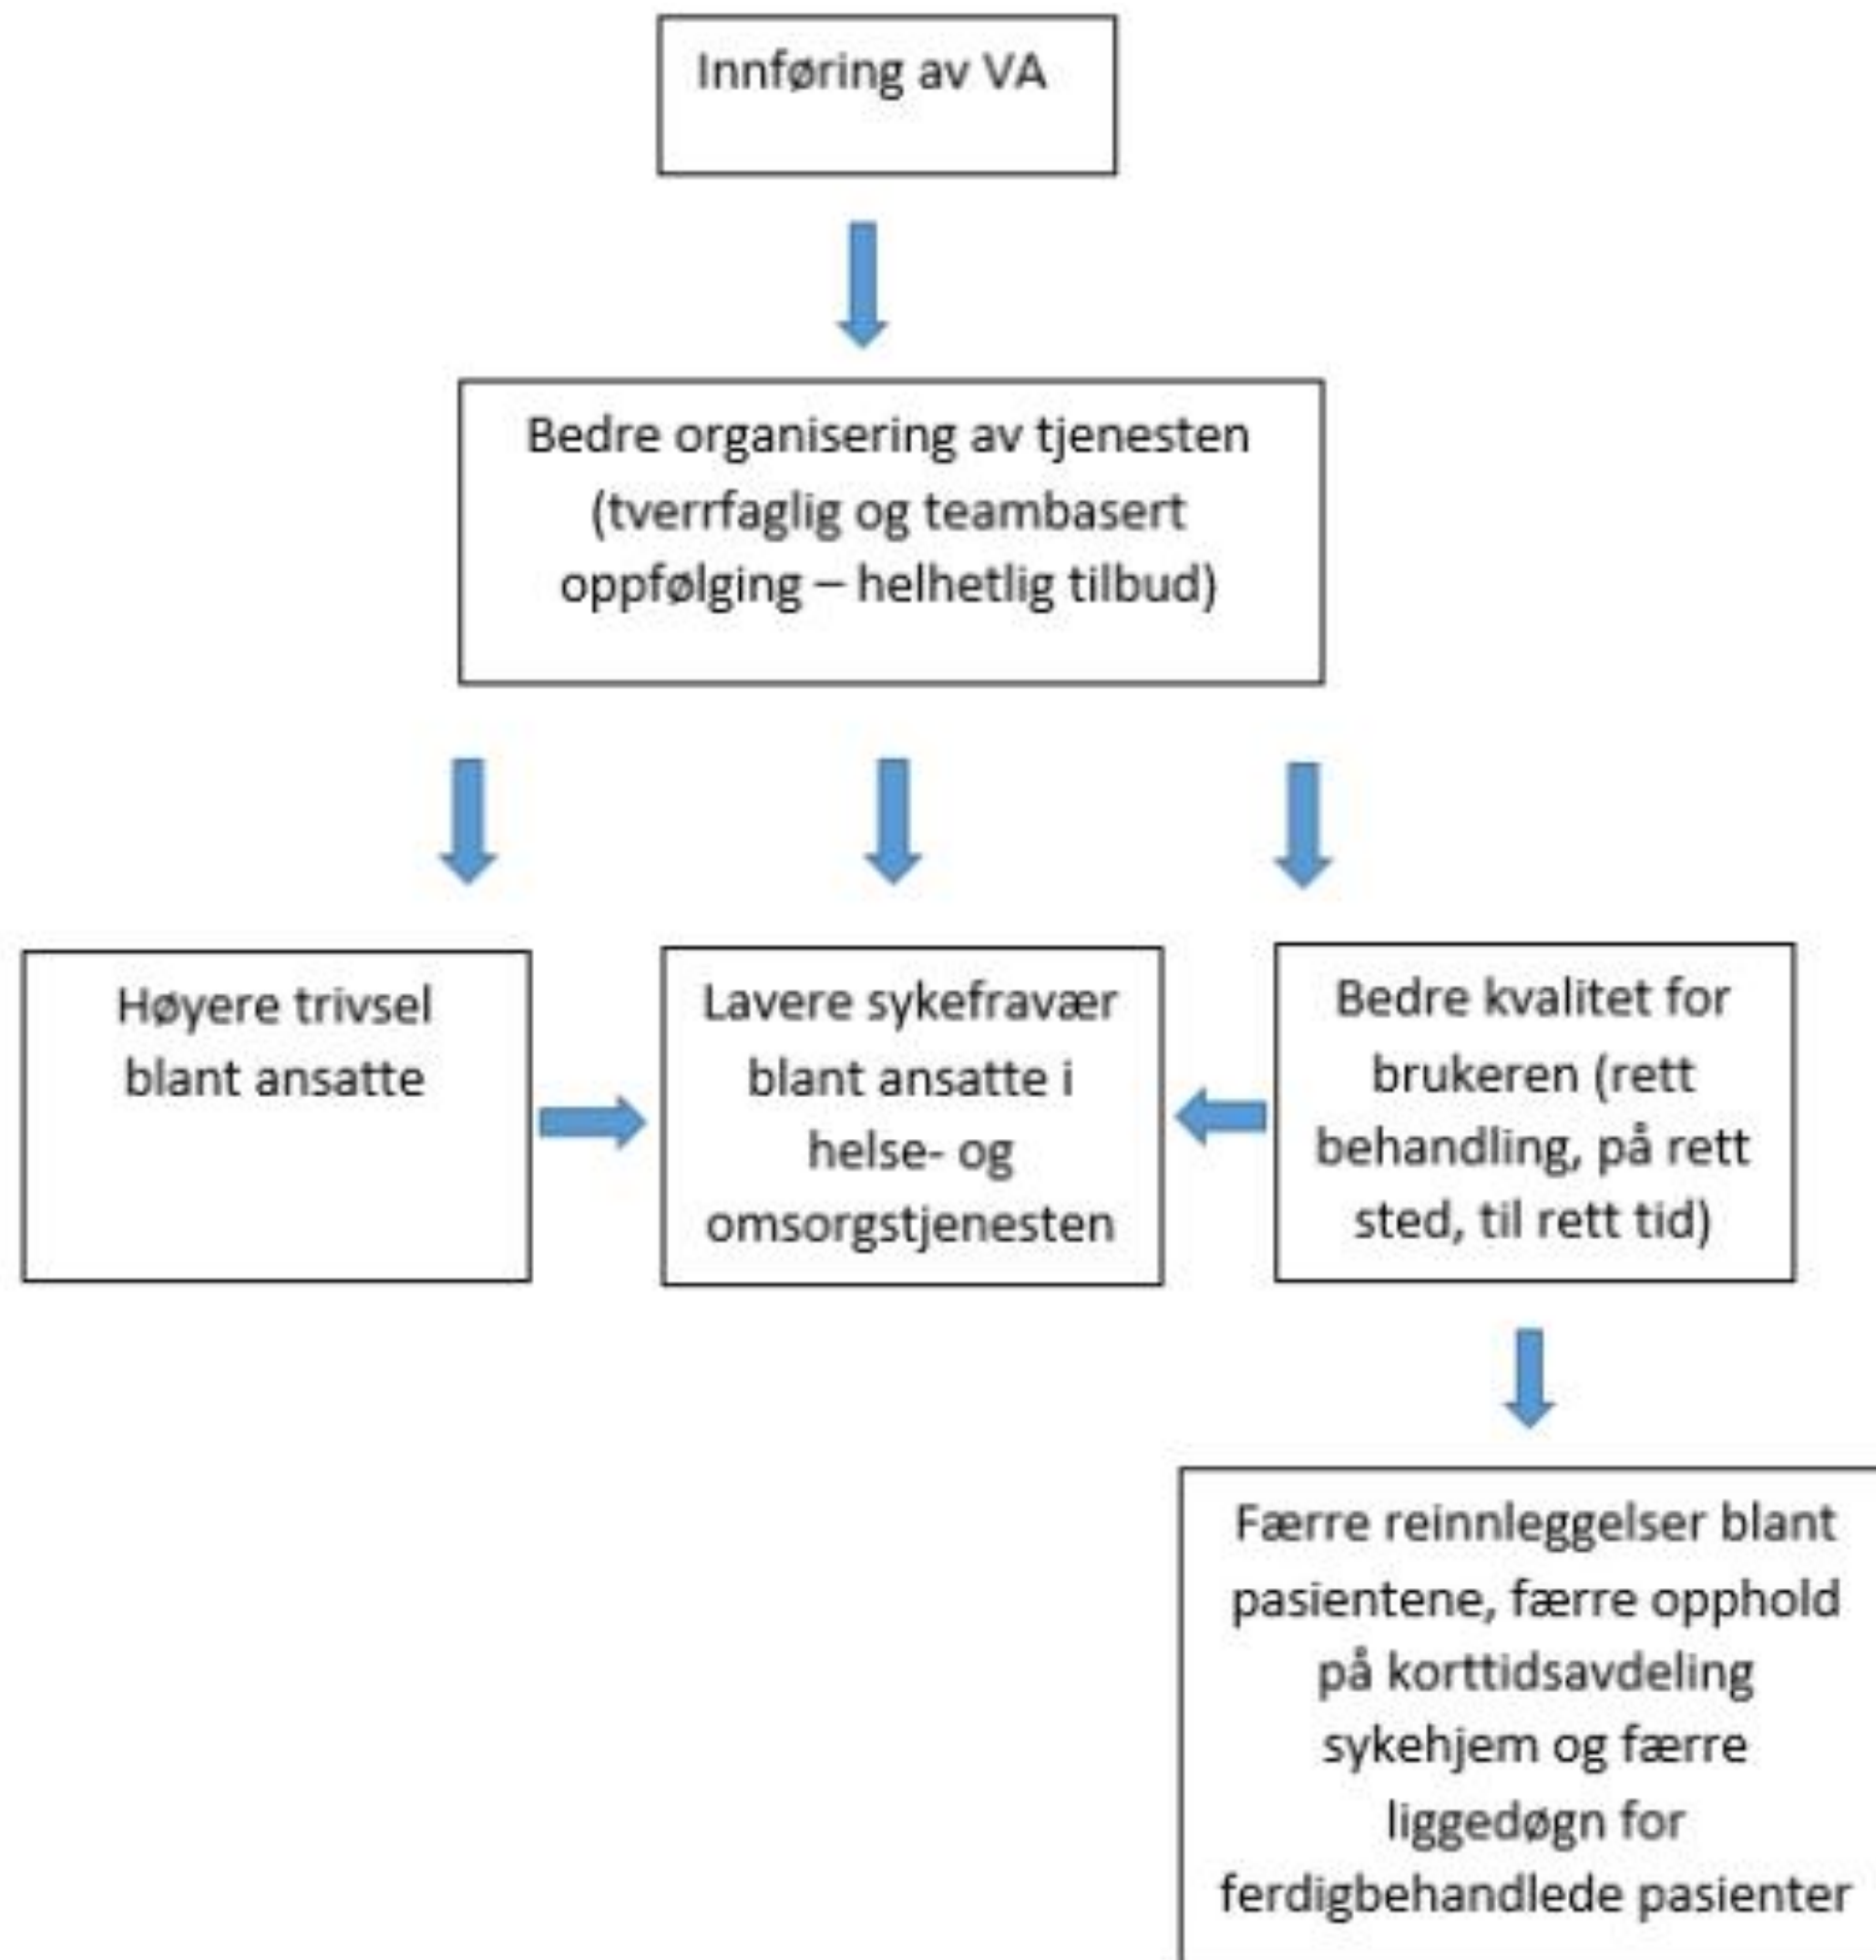 Innføring av VA
Bedre organisering av tjenesten
(tverrfaglig og teambasert
oppfølging – helhetlig tilbud)
Høyere trivsel
blant ansatte
Lavere sykefravær
blant ansatte i
helse- og
omsorgstjenesten
Bedre kvalitet for
brukeren (rett
behandling, på rett
sted, til rett tid)
Færre reinnleggelser blant
pasientene, færre opphold
på korttidsavdeling
sykehjem og færre
liggedøgn for
ferdigbehandlede pasienter